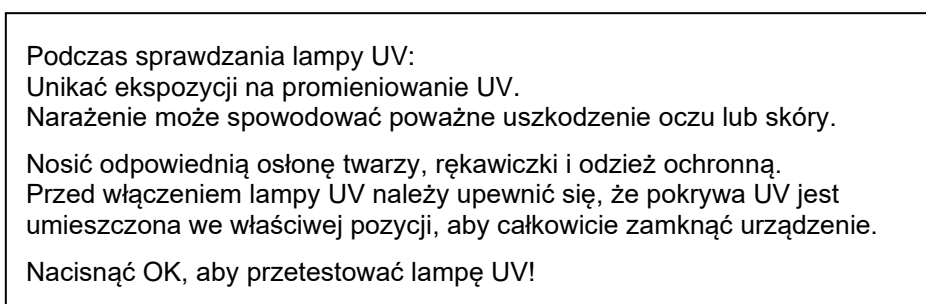 Podczas sprawdzania lampy UV:
Unikać ekspozycji na promieniowanie UV.
Narażenie może spowodować poważne uszkodzenie oczu lub skóry.
Nosić odpowiednią osłonę twarzy, rękawiczki i odzież ochronną.
Przed włączeniem lampy UV należy upewnić się, że pokrywa UV jest
umieszczona we właściwej pozycji, aby całkowicie zamknąć urządzenie.
Nacisnąć OK, aby przetestować lampę UV!